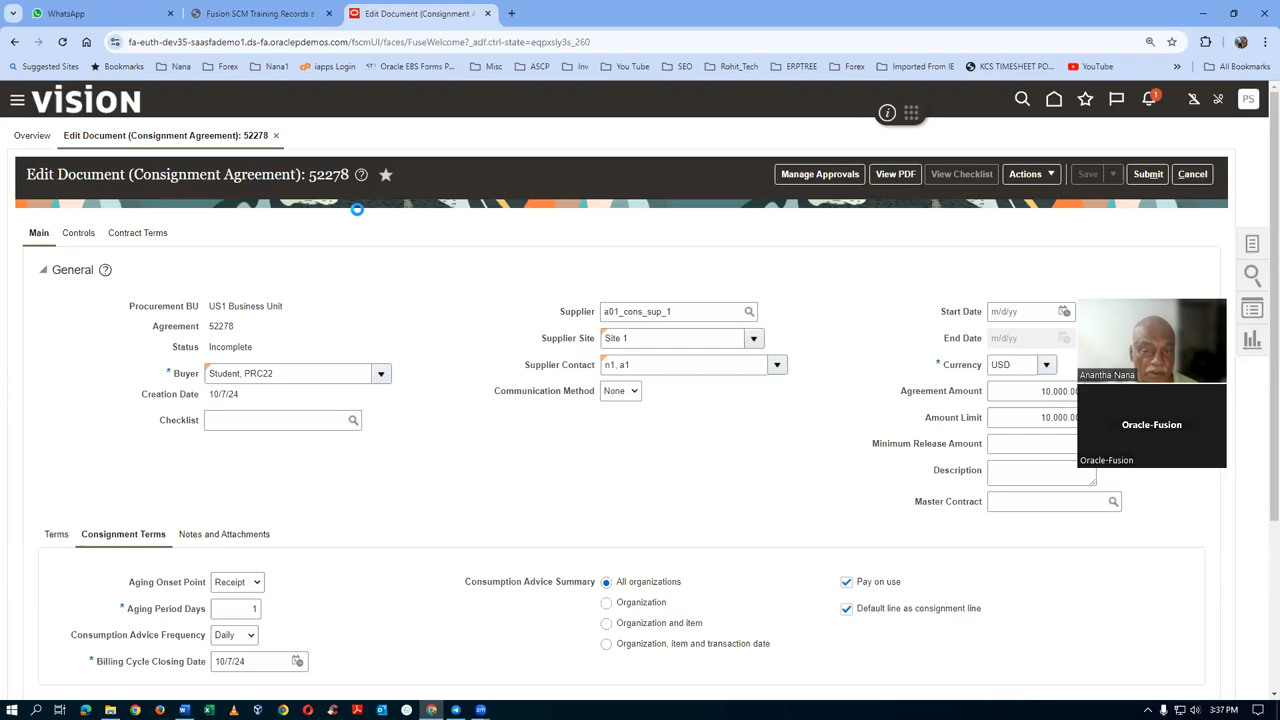 WhatsApp
Fusion SCM Training Records a
Edit Document (Consignment Agreement)
fa-euth-dev35-saasfademo1.ds-fa.oraclepdemos.com/fscmUI/faces/FuseWelcome?_adf.ctrl-state=eqpxsly3s_260
Suggested Sites
Bookmarks
Nana
Forex
Nana1
iapps Login
Oracle EBS Forms P...
Misc
ASCP
Inv
You Tube
SEO
Rohit_Tech
ERPTREE
Forex
Imported From IE
KCS TIMESHEET PO...
YouTube
All Bookmarks
VISION
1
PS
Overview
Edit Document (Consignment Agreement): 52278
Edit Document (Consignment Agreement): 52278
Manage Approvals
View PDF
View Checklist
Actions
Save
Submit
Cancel
Main
Controls
Contract Terms
General
Procurement BU US1 Business Unit
Agreement 52278
Status Incomplete
* Buyer Student, PRC22
Creation Date 10/7/24
Checklist
Supplier a01_cons_sup_1
Supplier Site Site 1
Supplier Contact n1, a1
Communication Method None
Start Date m/d/yy
End Date m/d/yy
* Currency USD
Agreement Amount 10,000.00
Amount Limit 10,000.00
Minimum Release Amount
Description
Master Contract
Anantha Nana
Oracle-Fusion
Oracle-Fusion
Terms
Consignment Terms
Notes and Attachments
Aging Onset Point Receipt
* Aging Period Days 1
Consumption Advice Frequency Daily
* Billing Cycle Closing Date 10/7/24
Consumption Advice Summary
All organizations
Organization
Organization and item
Organization, item and transaction date
Pay on use
Default line as consignment line
3:37 PM